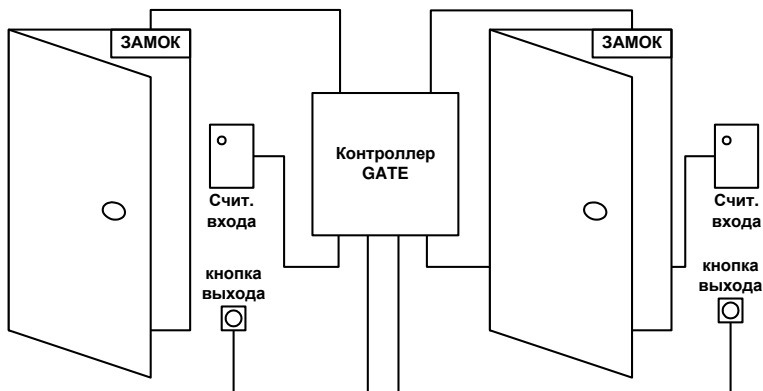 ЗАМОК
ЗАМОК
Контроллер
GATE
Счит.
входа
Счит.
входа
кнопка
выхода
кнопка
выхода